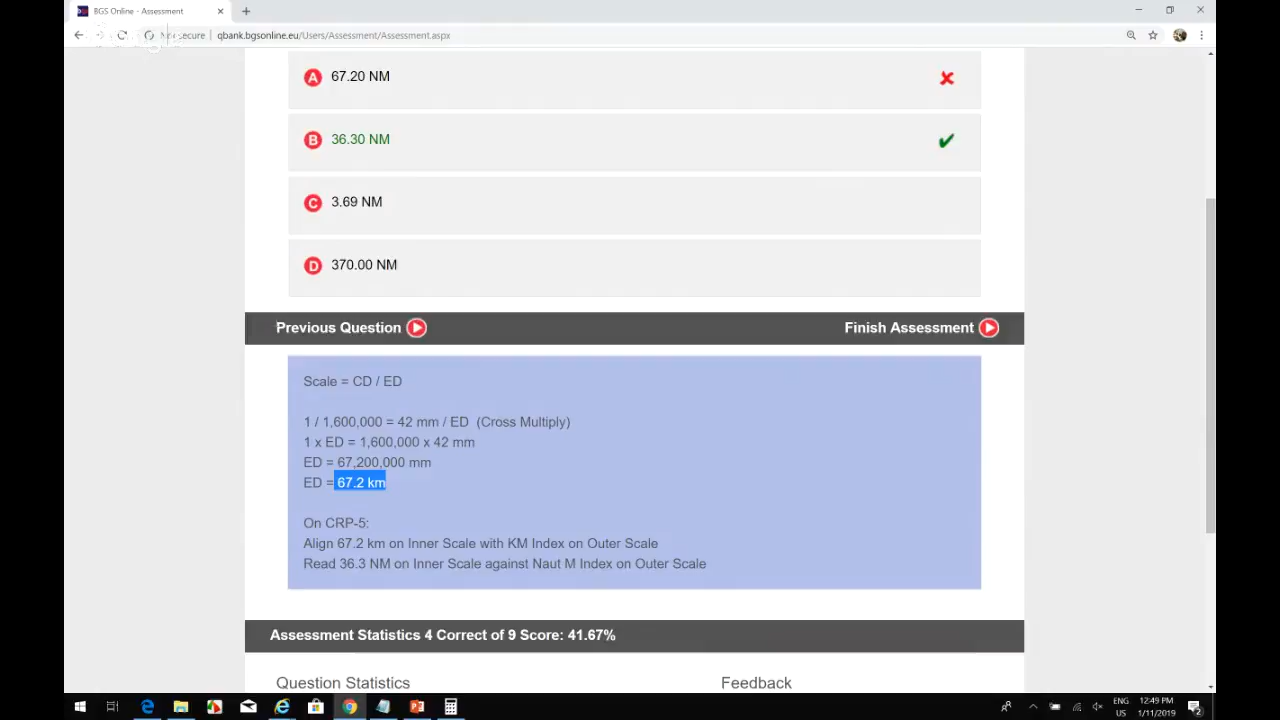 BGS Online - Assessment
qbank.bgsonline.eu/Users/Assessment/Assessment.aspx
A 67.20 NM
B 36.30 NM
C 3.69 NM
D 370.00 NM
Previous Question
Finish Assessment
Scale = CD / ED
1 / 1,600,000 = 42 mm / ED (Cross Multiply)
1 x ED = 1,600,000 x 42 mm
ED = 67,200,000 mm
ED = 67.2 km
On CRP-5:
Align 67.2 km on Inner Scale with KM Index on Outer Scale
Read 36.3 NM on Inner Scale against Naut M Index on Outer Scale
Assessment Statistics 4 Correct of 9 Score: 41.67%
Question Statistics
Feedback
ENG
US
12:49 PM
1/11/2019
2